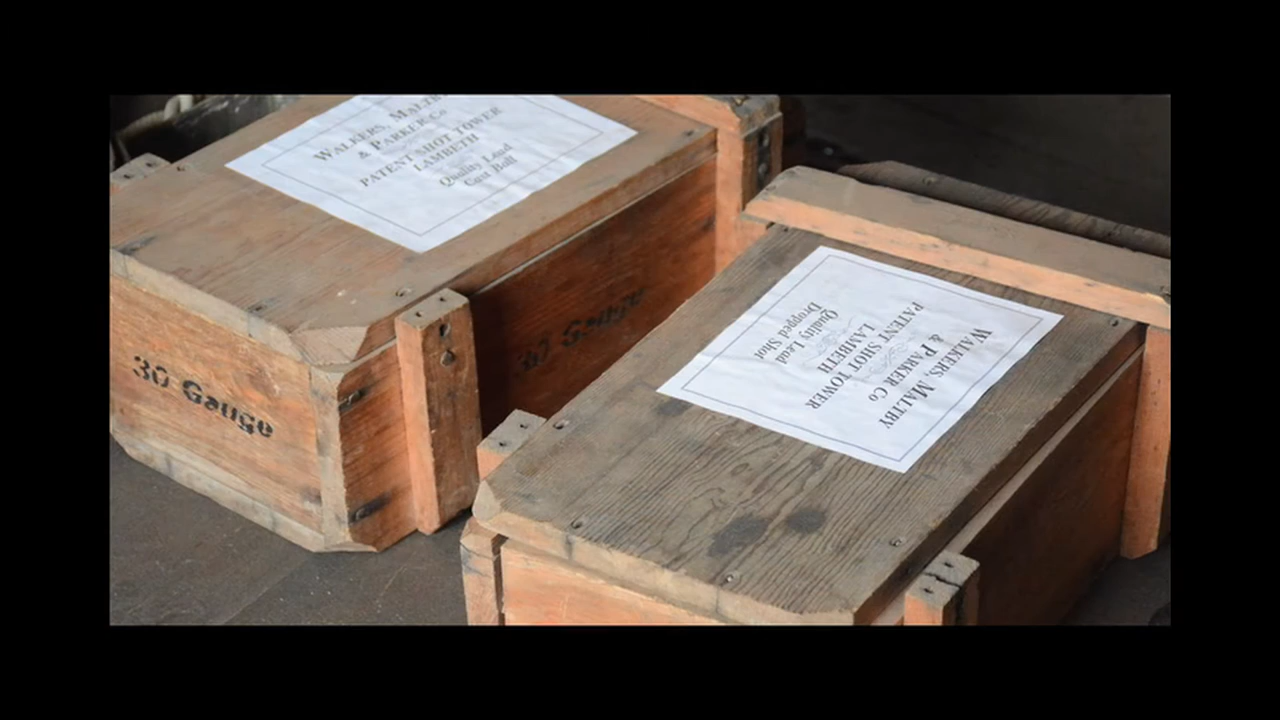 WALKERS, MALTBY
& PARKER Co
PATENT SHOT TOWER
LAMBETH
Quality Lead
Cast Ball
30 Gauge
30 Gauge
WALKERS, MALTBY
& PARKER Co
PATENT SHOT TOWER
LAMBETH
Quality Lead
Dropped Shot